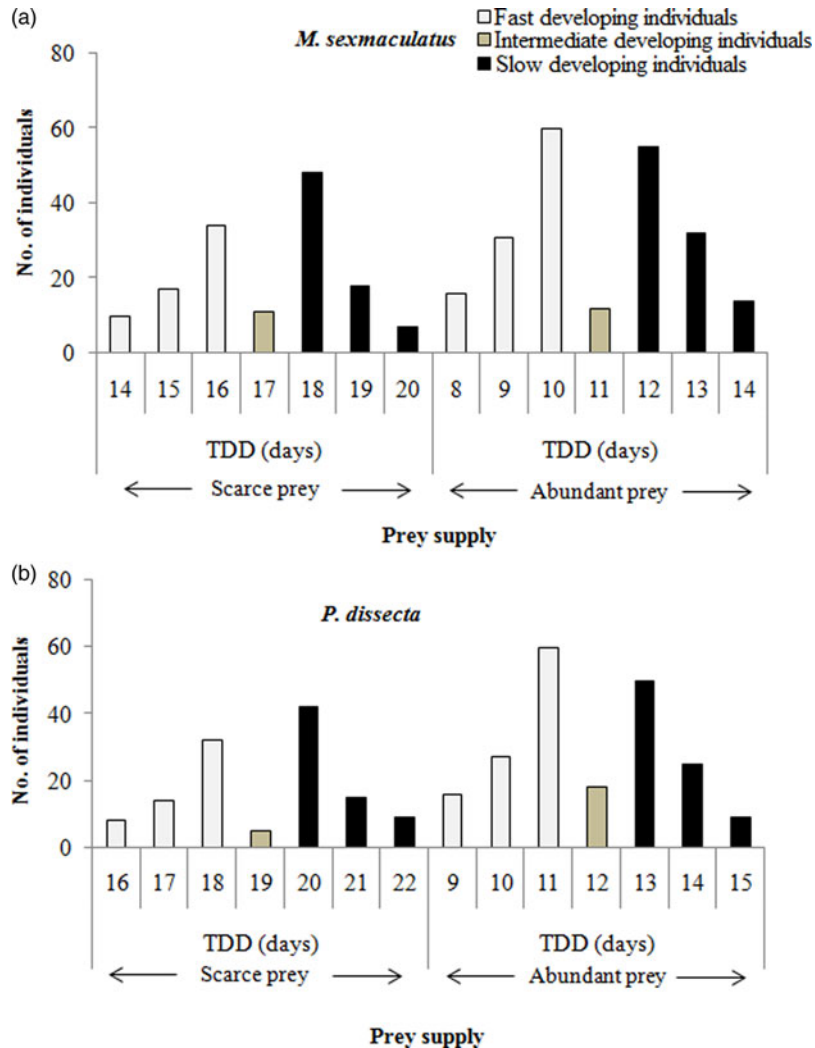 (a)
Fast developing individuals
M. sexmaculatus
Intermediate developing individuals
Slow developing individuals
80
60
40
20
0
No. of individuals
14 15 16 17 18 19 20 8 9 10 11 12 13 14
TDD (days) TDD (days)
Scarce prey Abundant prey
Prey supply
(b)
80
P. dissecta
60
40
20
0
No. of individuals
16 17 18 19 20 21 22 9 10 11 12 13 14 15
TDD (days) TDD (days)
Scarce prey Abundant prey
Prey supply